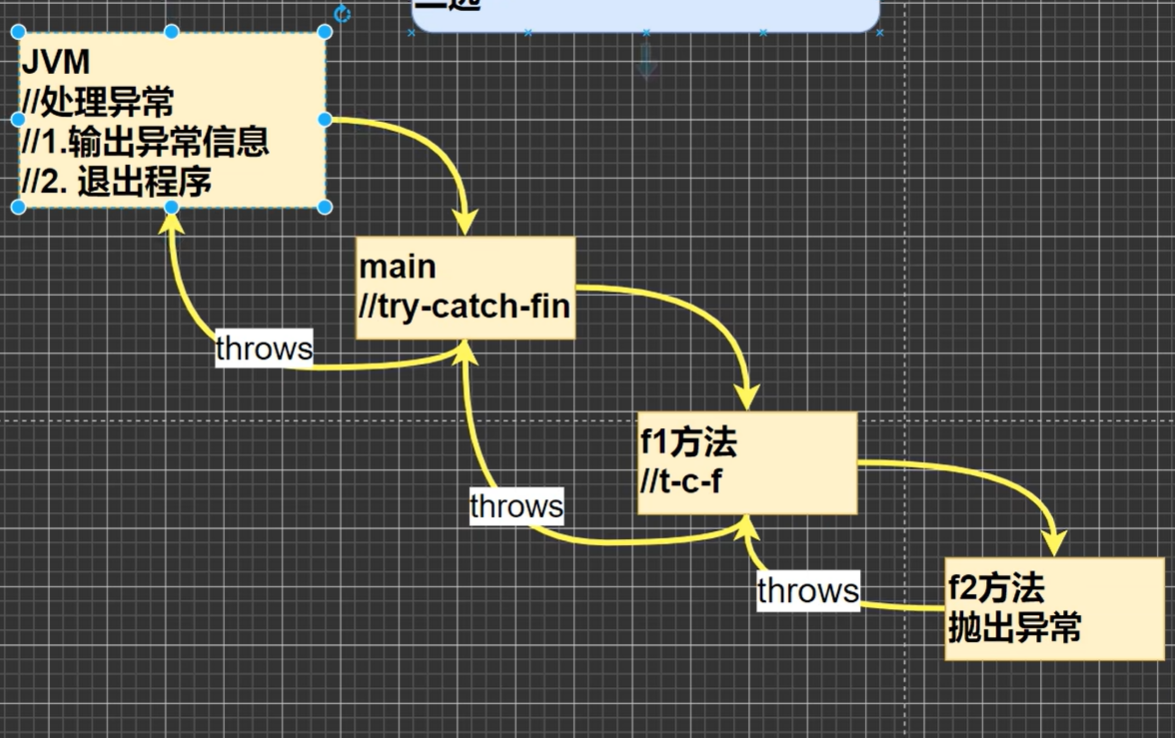 JVM
//处理异常
//1.输出异常信息
//2. 退出程序
main
//try-catch-fin
throws
f1方法
//t-c-f
throws
f2方法
抛出异常
throws